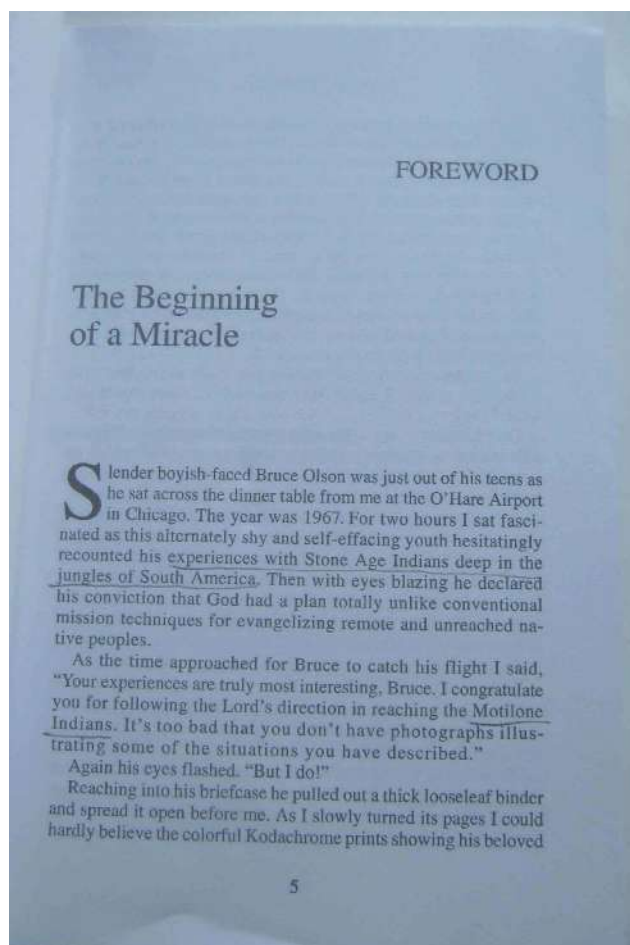 FOREWORD
The Beginning
of a Miracle
Slender boyish-faced Bruce Olson was just out of his teens as
he sat across the dinner table from me at the O'Hare Airport
in Chicago. The year was 1967. For two hours I sat fasci-
nated as this alternately shy and self-effacing youth hesitatingly
recounted his experiences with Stone Age Indians deep in the
jungles of South America. Then with eyes blazing he declared
his conviction that God had a plan totally unlike conventional
mission techniques for evangelizing remote and unreached na-
tive peoples.
As the time approached for Bruce to catch his flight I said,
"Your experiences are truly most interesting, Bruce. I congratulate
you for following the Lord's direction in reaching the Motilone
Indians. It's too bad that you don't have photographs illus-
trating some of the situations you have described."
Again his eyes flashed. "But I do!"
Reaching into his briefcase he pulled out a thick looseleaf binder
and spread it open before me. As I slowly turned its pages I could
hardly believe the colorful Kodachrome prints showing his beloved
5